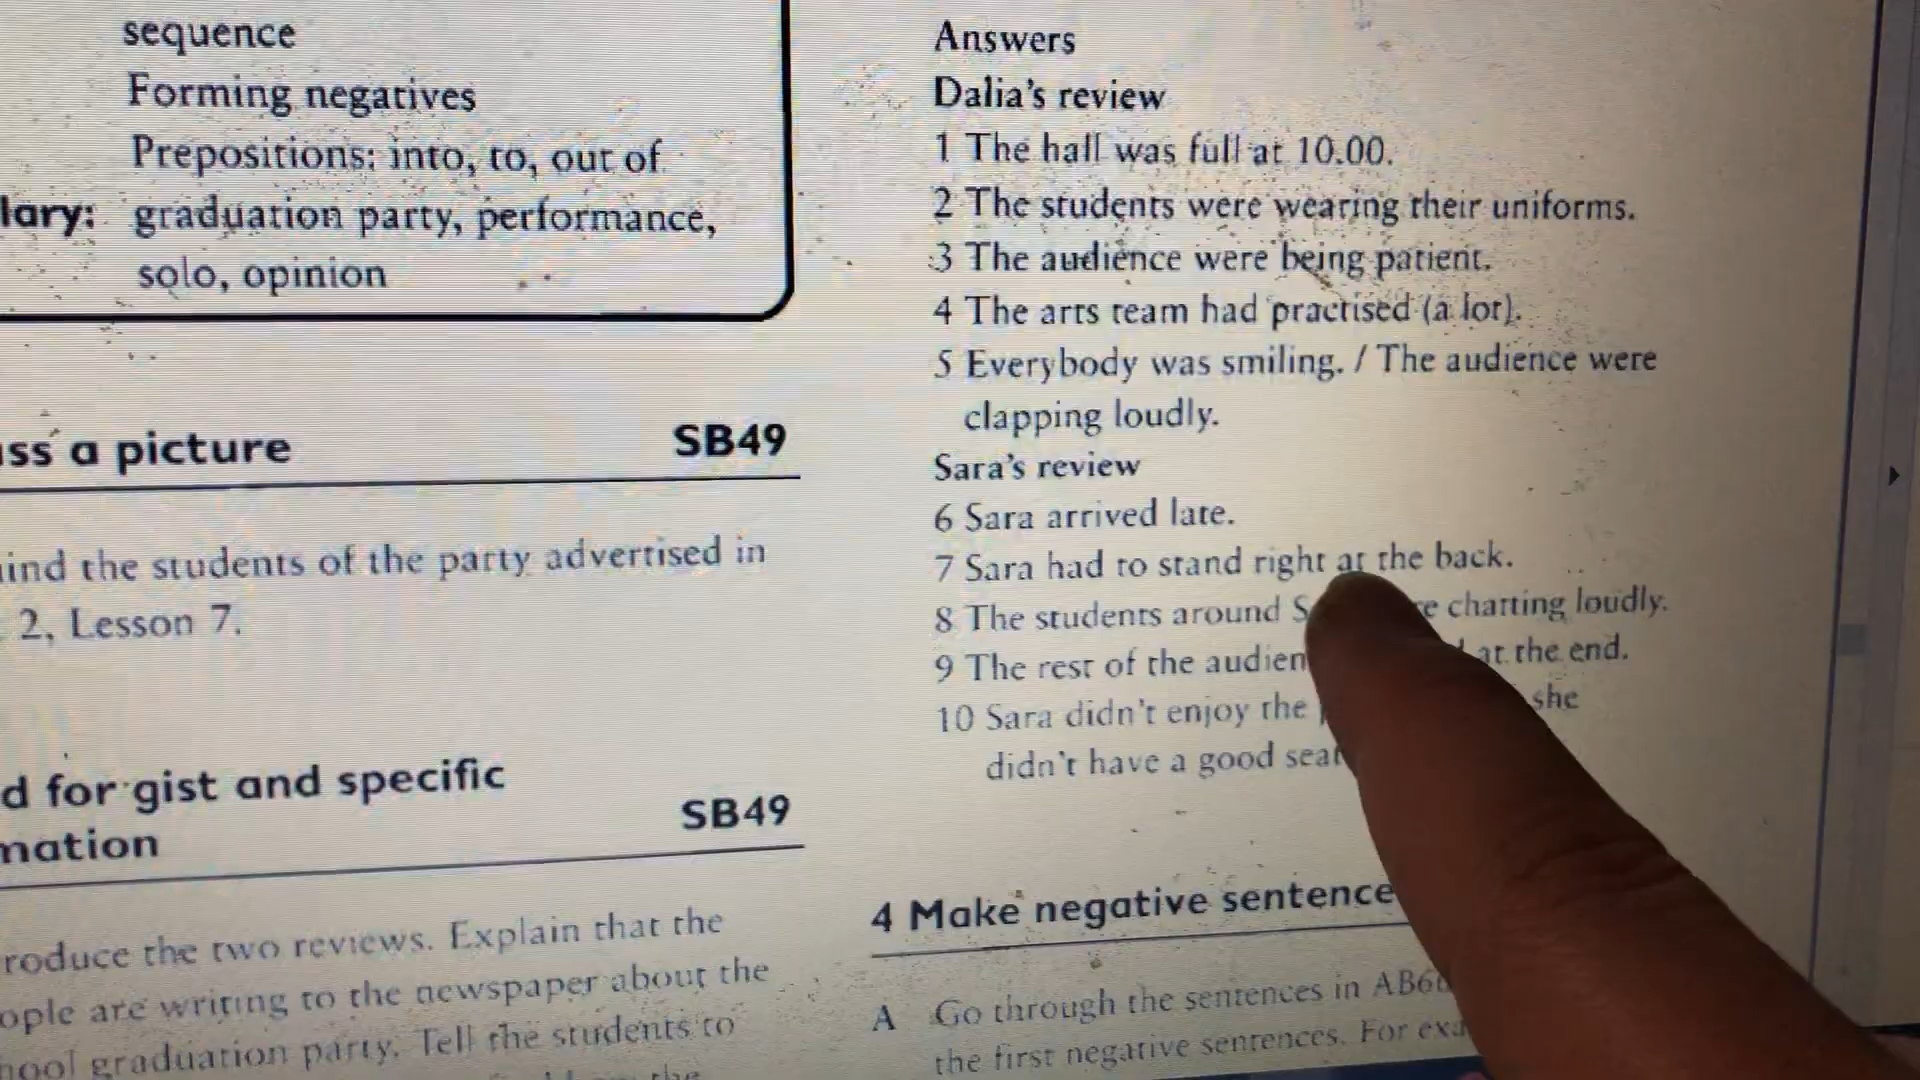 sequence
Forming negatives
Prepositions: into, to, out of
lary: graduation party, performance,
solo, opinion
ss a picture SB49
ind the students of the party advertised in
2, Lesson 7.
d for gist and specific
mation SB49
roduce the two reviews. Explain that the
ople are writing to the newspaper about the
hool graduation party. Tell the students to
the
Answers
Dalia's review
1 The hall was full at 10.00.
2 The students were wearing their uniforms.
3 The audience were being patient.
4 The arts team had practised (a lot).
5 Everybody was smiling. / The audience were
clapping loudly.
Sara's review
6 Sara arrived late.
7 Sara had to stand right at the back.
8 The students around chatting loudly.
9 The rest of the at the end.
10 Sara didn't enjoy the she
didn't have a good seat
4 Make negative sentence
A Go through the sentences in
the first negative sentences. For